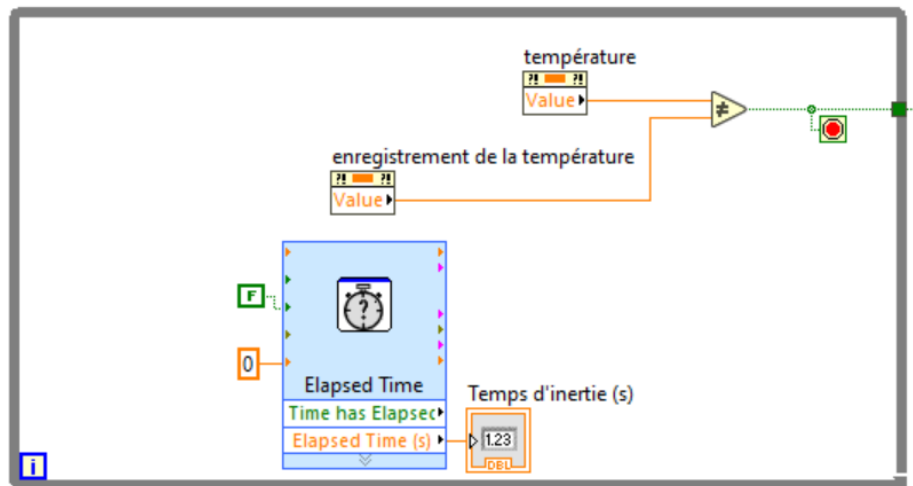 température
?! ?!
Value
≠
enregistrement de la température
?! ?!
Value
F
?
0
Elapsed Time
Temps d'inertie (s)
Time has Elapsec
Elapsed Time (s)
1.23
DBL
i